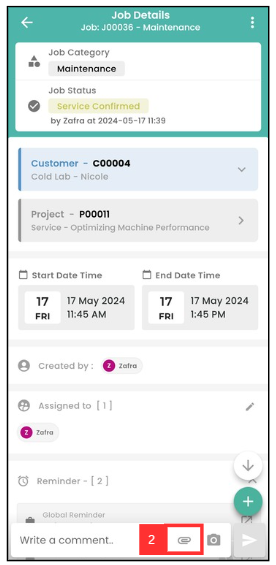 Job Details
Job: J00036 - Maintenance
Job Category
Maintenance
Job Status
Service Confirmed
by Zafra at 2024-05-17 11:39
Customer - C00004
Cold Lab - Nicole
Project - P00011
Service - Optimizing Machine Performance
Start Date Time
End Date Time
17
FRI
17 May 2024
11:45 AM
17
FRI
17 May 2024
1:45 PM
Created by :
Z
Zafra
Assigned to [ 1 ]
Z
Zafra
Reminder - [ 2 ]
Global Reminder
Write a comment..
2